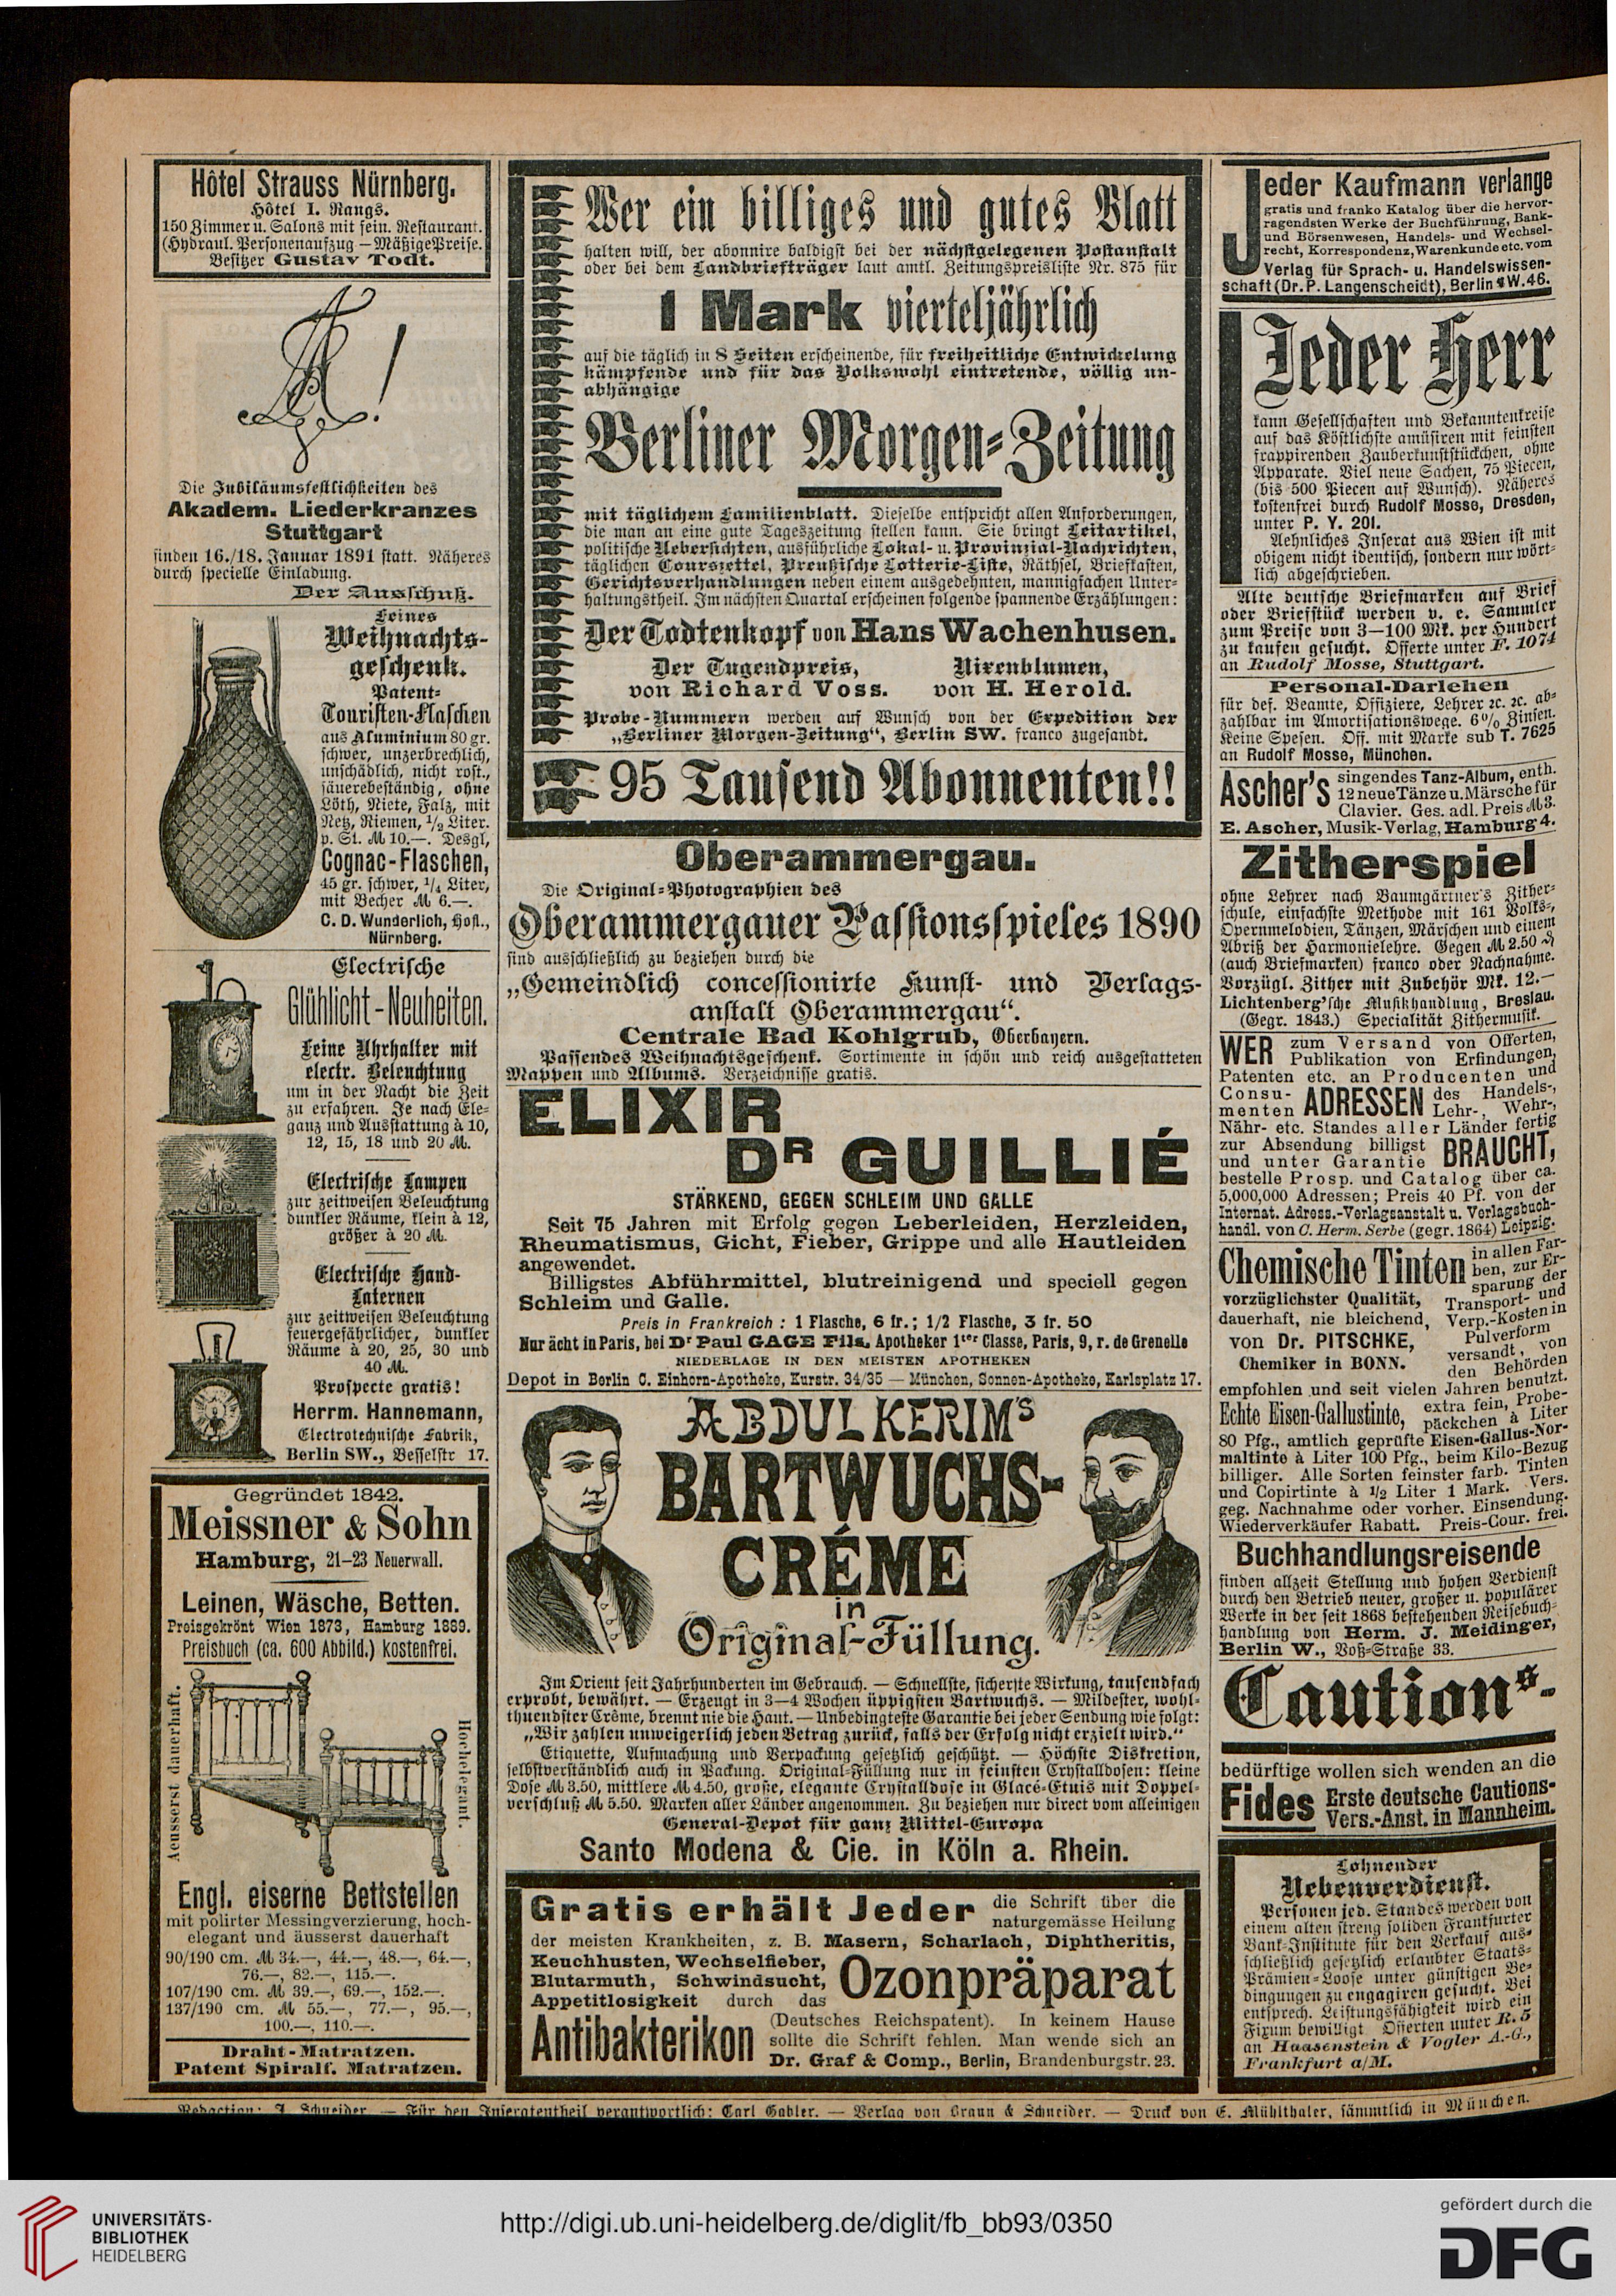 Hôtel Strauss Nürnberg.
Hôtel I. Rangs.
150 Zimmer u. Salons mit fein. Restaurant.
(Hydraul. Personenaufzug — Mäßige Preise.
Besitzer Gustav Todt.
Die Jubiläumsfestlichkeiten des
Akadem. Liederkranzes
Stuttgart
finden 16./18. Januar 1891 statt. Näheres
durch specielle Einladung.
Der Ausschuß.
Feines
Weihnachts-
geschenk.
Patent-
Touristen-Flaschen
aus Aluminium 80 gr.
schwer, unzerbrechlich,
unschädlich, nicht rost.,
säuerebeständig, ohne
Löth, Niete, Falz, mit
Netz, Riemen, 1/2 Liter.
p. St. M 10.—. Desgl,
Cognac-Flaschen,
45 gr. schwer, 1/4 Liter,
mit Becher M 6.—.
C. D. Wunderlich, Hofl.,
Nürnberg.
Electrische
Glühlicht-Neuheiten.
Feine Uhrhalter mit
electr. Beleuchtung
um in der Nacht die Zeit
zu erfahren. Je nach Ele-
ganz und Ausstattung à 10,
12, 15, 18 und 20 M.
Electrische Lampen
zur zeitweisen Beleuchtung
dunkler Räume, klein à 12,
größer à 20 M.
Electrische Hand-
Laternen
zur zeitweisen Beleuchtung
feuergefährlicher, dunkler
Räume à 20, 25, 30 und
40 M.
Prospecte gratis!
Herrm. Hannemann,
Electrotechnische Fabrik,
Berlin SW., Besselstr 17.
Gegründet 1842.
Meissner & Sohn
Hamburg, 21-23 Neuerwall.
Leinen, Wäsche, Betten.
Preisgekrönt Wien 1873, Hamburg 1889.
Preisbuch (ca. 600 Abbild.) kostenfrei.
Aeusserst dauerhaft.
Hochelegant.
Engl. eiserne Bettstellen
mit polirter Messingverzierung, hoch-
elegant und äusserst dauerhaft
90/190 cm. M 34.—, 44.—, 48.—, 64.—,
76.—, 82.—, 115.—.
107/190 cm. M 39.—, 69.—, 152.—.
137/190 cm. M 55.—, 77.—, 95.—,
100.—, 110.—.
Draht-Matratzen.
Patent Spiralf. Matratzen.
Wer ein billiges und gutes Blatt
halten will, der abonnire baldigst bei der nächstgelegenen Postanstalt
oder bei dem Landbriefträger laut amtl. Zeitungspreisliste Nr. 875 für
1 Mark vierteljährlich
auf die täglich in 8 Seiten erscheinende, für freiheitliche Entwickelung
kämpfende und für das Volkswohl eintretende, völlig un-
abhängige
Berliner Morgen-Zeitung
mit täglichem Familienblatt. Dieselbe entspricht allen Anforderungen,
die man an eine gute Tageszeitung stellen kann. Sie bringt Leitartikel,
politische Uebersichten, ausführliche Lokal- u. Provinzial-Nachrichten,
täglichen Courszettel, Preußische Lotterie-Liste, Räthsel, Briefkasten,
Gerichtsverhandlungen neben einem ausgedehnten, mannigfachen Unter-
haltungstheil. Im nächsten Quartal erscheinen folgende spannende Erzählungen:
Der Todtenkopf von Hans Wachenhusen.
Der Tugendpreis, Nixenblumen,
von Richard Voss. von H. Herold.
Probe-Nummern werden auf Wunsch von der Expedition der
„Berliner Morgen-Zeitung“, Berlin SW. franco zugesandt.
95 Tausend Abonnenten!!
Oberammergau.
Die Original-Photographien des
Oberammergauer Passionsspieles 1890
sind ausschließlich zu beziehen durch die
„Gemeindlich concessionirte Kunst- und Verlags-
anstalt Oberammergau“.
Centrale Bad Kohlgrub, Oberbayern.
Passendes Weihnachtsgeschenk. Sortimente in schön und reich ausgestatteten
Mappen und Albums. Verzeichnisse gratis.
ELIXIR
DR GUILLIÉ
STÄRKEND, GEGEN SCHLEIM UND GALLE
Seit 75 Jahren mit Erfolg gegen Leberleiden, Herzleiden,
Rheumatismus, Gicht, Fieber, Grippe und alle Hautleiden
angewendet.
Billigstes Abführmittel, blutreinigend und speciell gegen
Schleim und Galle.
Preis in Frankreich : 1 Flasche, 6 fr.; 1/2 Flasche, 3 fr. 50
Nur ächt in Paris, bei Dr Paul GAGE Fils, Apotheker 1ter Classe, Paris, 9, r. de Grenelle
NIEDERLAGE IN DEN MEISTEN APOTHEKEN
Depot in Berlin C. Einhorn-Apotheke, Kurstr. 34/35 — München, Sonnen-Apotheke, Karlsplatz 17.
ABDUL KERIM'S
BARTWUCHS-
CRÉME
in
Original-Füllung.
Im Orient seit Jahrhunderten im Gebrauch. — Schnellste, sicherste Wirkung, tausendfach
erprobt, bewährt. — Erzeugt in 3—4 Wochen üppigsten Bartwuchs. — Mildester, wohl-
thuendster Crême, brennt nie die Haut. — Unbedingteste Garantie bei jeder Sendung wie folgt:
„Wir zahlen unweigerlich jeden Betrag zurück, falls der Erfolg nicht erzielt wird.“
Etiquette, Aufmachung und Verpackung gesetzlich geschützt. — Höchste Diskretion,
selbstverständlich auch in Packung. Original-Füllung nur in feinsten Crystalldosen: kleine
Dose M 3.50, mittlere M 4.50, große, elegante Crystalldose in Glacé-Etuis mit Doppel-
verschluß M 5.50. Marken aller Länder angenommen. Zu beziehen nur direct vom alleinigen
General-Depot für ganz Mittel-Europa
Santo Modena & Cie. in Köln a. Rhein.
Gratis erhält Jeder die Schrift über die
naturgemässe Heilung
der meisten Krankheiten, z. B. Masern, Scharlach, Diphtheritis,
Keuchhusten, Wechselfieber,
Blutarmuth, Schwindsucht,
Appetitlosigkeit durch das
Ozonpräparat
Antibakterikon
(Deutsches Reichspatent). In keinem Hause
sollte die Schrift fehlen. Man wende sich an
Dr. Graf & Comp., Berlin, Brandenburgstr. 23.
Jeder Kaufmann verlange
gratis und franko Katalog über die hervor-
ragendsten Werke der Buchführung, Bank-
und Börsenwesen, Handels- und Wechsel-
recht, Korrespondenz, Warenkunde etc. vom
Verlag für Sprach- u. Handelswissen-
schaft (Dr. P. Langenscheidt), Berlin SW. 46.
Jeder Herr
kann Gesellschaften und Bekanntenkreise
auf das Köstlichste amüsiren mit feinsten
frappirenden Zauberkunststückchen, ohne
Apparate. Viel neue Sachen, 75 Piecen,
(bis 500 Piecen auf Wunsch). Näheres
kostenfrei durch Rudolf Mosse, Dresden,
unter P. Y. 201.
Aehnliches Inserat aus Wien ist mit
obigem nicht identisch, sondern nur wört-
lich abgeschrieben.
Alte deutsche Briefmarken auf Brief
oder Briefstück werden v. e. Sammler
zum Preise von 3—100 Mk. per Hundert
zu kaufen gesucht. Offerte unter F. 1074
an Rudolf Mosse, Stuttgart.
Personal-Darlehen
für def. Beamte, Offiziere, Lehrer ꝛc. ꝛc. ab-
zahlbar im Amortisationswege. 6% Zinsen.
Keine Spesen. Off. mit Marke sub T. 7625
an Rudolf Mosse, München.
Ascher's singendes Tanz-Album, enth.
12 neue Tänze u. Märsche für
Clavier. Ges. adl. Preis M 3.
E. Ascher, Musik-Verlag, Hamburg 4.
Zitherspiel
ohne Lehrer nach Baumgärtner's Zither-
schule, einfachste Methode mit 161 Volks-,
Opernmelodien, Tänzen, Märschen und einem
Abriß der Harmonielehre. Gegen M 2.50 ₰
(auch Briefmarken) franco oder Nachnahme.
Vorzügl. Zither mit Zubehör Mk. 12.—
Lichtenberg'sche Musikhandlung, Breslau.
(Gegr. 1843.) Specialität Zithermusik.
WER zum Versand von Offerten,
Publikation von Erfindungen,
Patenten etc. an Producenten und
Consu-
menten ADRESSEN des Handels-,
Lehr-, Wehr-,
Nähr- etc. Standes aller Länder fertig
zur Absendung billigst
und unter Garantie BRAUCHT,
bestelle Prosp. und Catalog über ca.
5,000,000 Adressen; Preis 40 Pf. von der
Internat. Adress.-Verlagsanstalt u. Verlagsbuch-
handl. von C. Herm. Serbe (gegr. 1864) Leipzig.
Chemische Tinten in allen Far-
ben, zur Er-
sparung der
vorzüglichster Qualität, Transport- und
dauerhaft, nie bleichend, Verp.-Kosten in
von Dr. PITSCHKE, Pulverform
Chemiker in BONN. versandt, von
den Behörden
empfohlen und seit vielen Jahren benutzt.
Echte Eisen-Gallustinte, extra fein, Probe-
päckchen à Liter
80 Pfg., amtlich geprüfte Eisen-Gallus-Nor-
maltinte à Liter 100 Pfg., beim Kilo-Bezug
billiger. Alle Sorten feinster farb. Tinten
und Copirtinte à 1/2 Liter 1 Mark. Vers.
geg. Nachnahme oder vorher. Einsendung.
Wiederverkäufer Rabatt. Preis-Cour. frei.
Buchhandlungsreisende
finden allzeit Stellung und hohen Verdienst
durch den Betrieb neuer, großer u. populärer
Werke in der seit 1868 bestehenden Reisebuch-
handlung von Herm. J. Meidinger,
Berlin W., Voß-Straße 33.
Cautions-
bedürftige wollen sich wenden an die
Fides Erste deutsche Cautions-
Vers.-Anst. in Mannheim.
Lohnender
Nebenverdienst.
Personen jed. Standes werden von
einem alten streng soliden Frankfurter
Bank-Institute für den Verkauf aus-
schließlich gesetzlich erlaubter Staats-
Prämien-Loose unter günstigen Be-
dingungen zu engagiren gesucht. Bei
entsprech. Leistungsfähigkeit wird ein
Fixum bewilligt Offerten unter R. 5
an Haasenstein & Vogler A.-G.,
Frankfurt a/M.
Redaction: J. Schneider. — Für den Inseratentheil verantwortlich: Carl Gabler. — Verlag von Braun & Schneider. — Druck von E. Mühlthaler, sämmtlich in München.
UNIVERSITÄTS-
BIBLIOTHEK
HEIDELBERG
http://digi.ub.uni-heidelberg.de/diglit/fb_bb93/0350
gefördert durch die
DFG